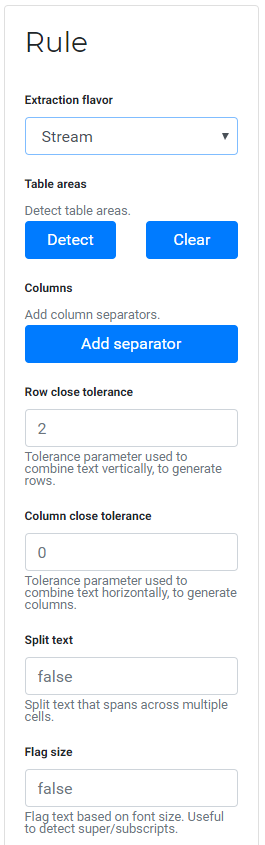 Rule
Extraction flavor
Stream
Table areas
Detect table areas.
Detect
Clear
Columns
Add column separators.
Add separator
Row close tolerance
2
Tolerance parameter used to
combine text vertically, to generate
rows.
Column close tolerance
0
Tolerance parameter used to
combine text horizontally, to generate
columns.
Split text
false
Split text that spans across multiple
cells.
Flag size
false
Flag text based on font size. Useful
to detect super/subscripts.